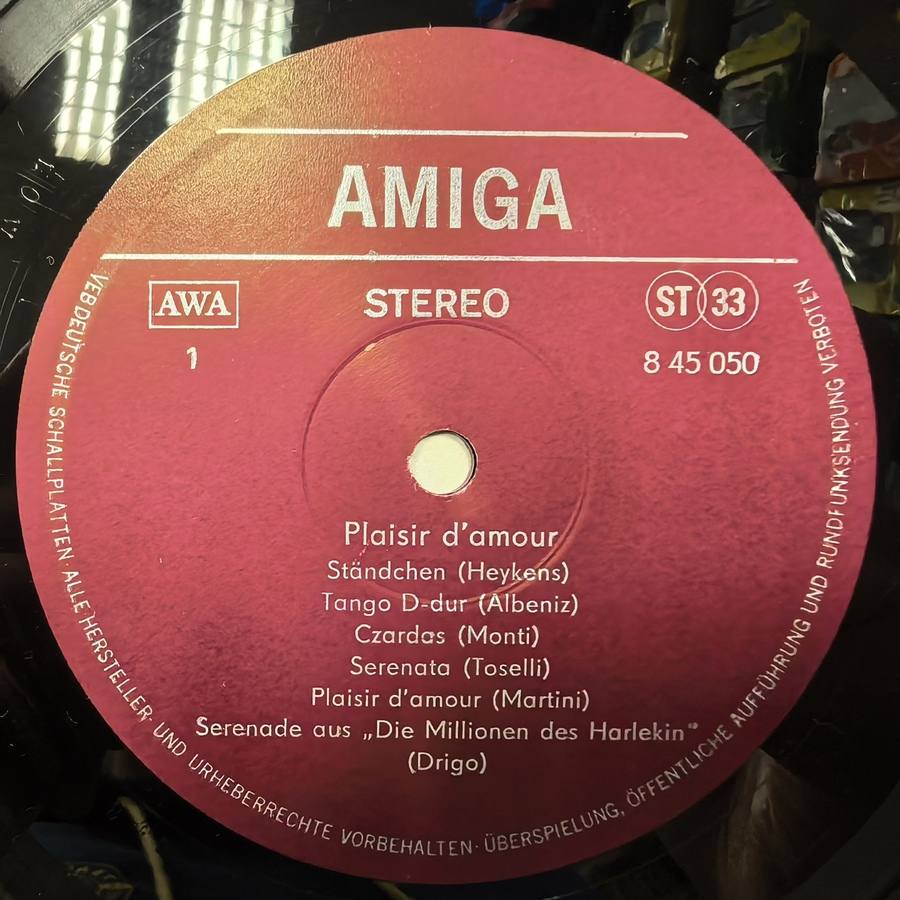 AMIGA
AWA
STEREO
ST 33
1
8 45 050
Plaisir d'amour
Ständchen (Heykens)
Tango D-dur (Albeniz)
Czardas (Monti)
Serenata (Toselli)
Plaisir d'amour (Martini)
Serenade aus „Die Millionen des Harlekin“
(Drigo)
VEB DEUTSCHE SCHALLPLATTEN · ALLE HERSTELLER- UND URHEBERRECHTE VORBEHALTEN · ÜBERSPIELUNG, ÖFFENTLICHE AUFFÜHRUNG UND RUNDFUNKSENDUNG VERBOTEN